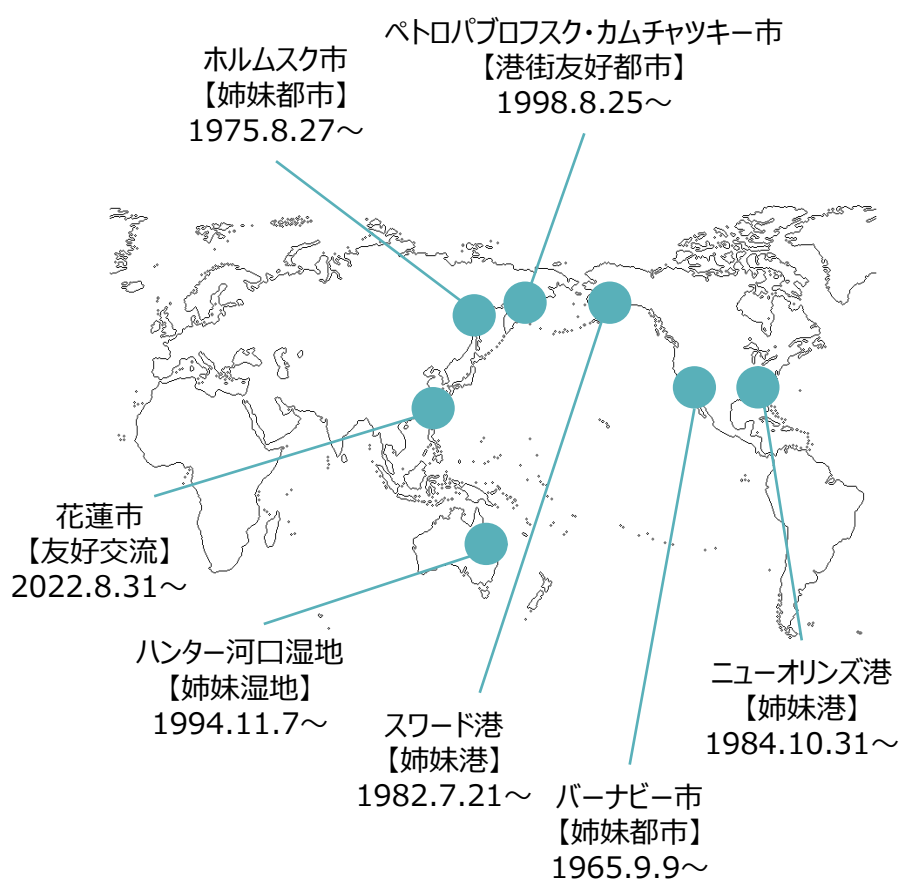 ホルムスク市
【姉妹都市】
1975.8.27～
ペトロパブロフスク・カムチャツキー市
【港街友好都市】
1998.8.25～
花蓮市
【友好交流】
2022.8.31～
ハンター河口湿地
【姉妹湿地】
1994.11.7～
スワード港
【姉妹港】
1982.7.21～
バーナビー市
【姉妹都市】
1965.9.9～
ニューオリンズ港
【姉妹港】
1984.10.31～